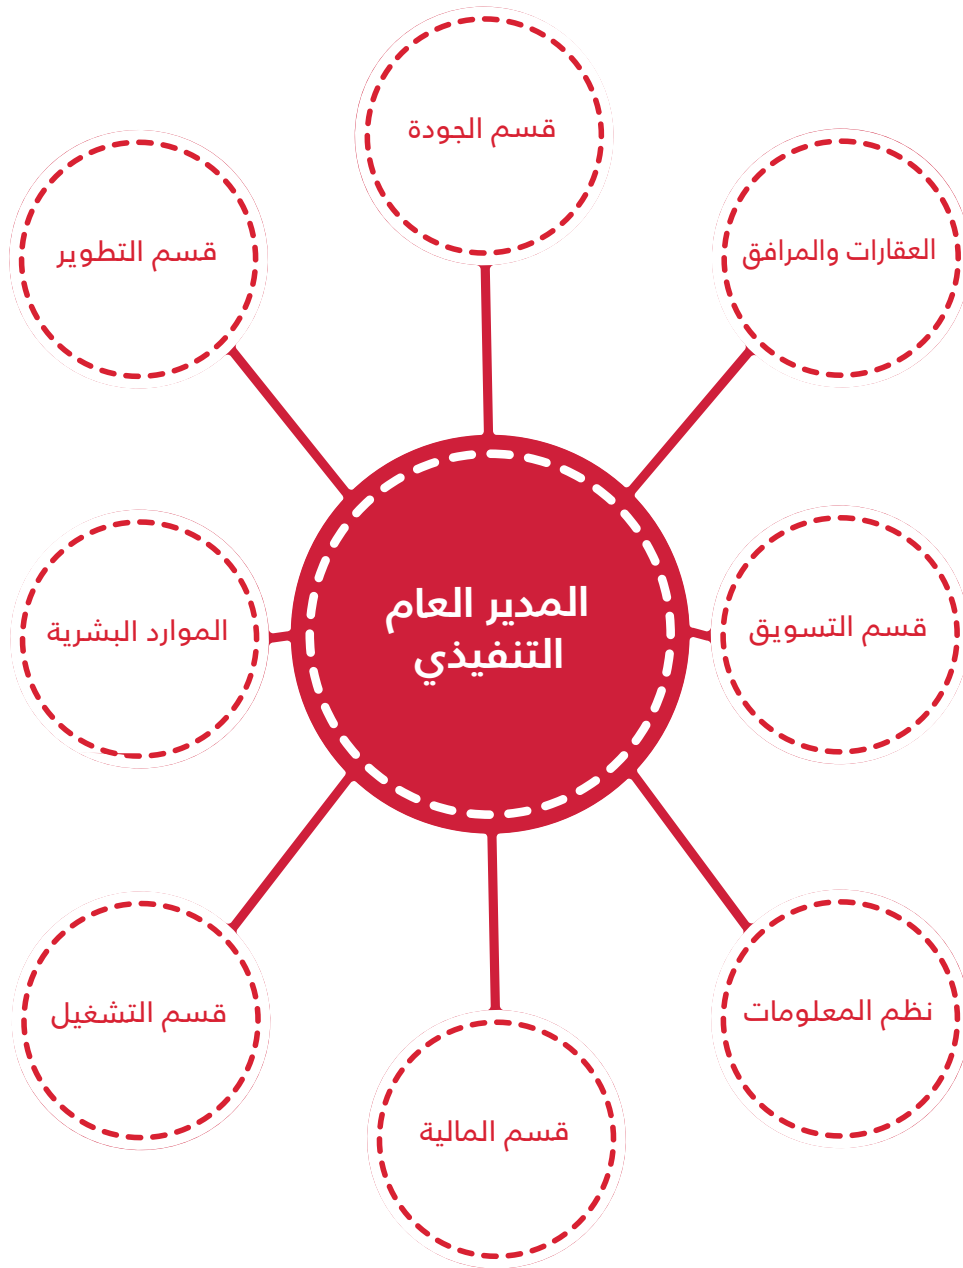 قسم الجودة
العقارات والمرافق
قسم التطوير
المدير العام
التنفيذي
قسم التسويق
الموارد البشرية
نظم المعلومات
قسم التشغيل
قسم المالية